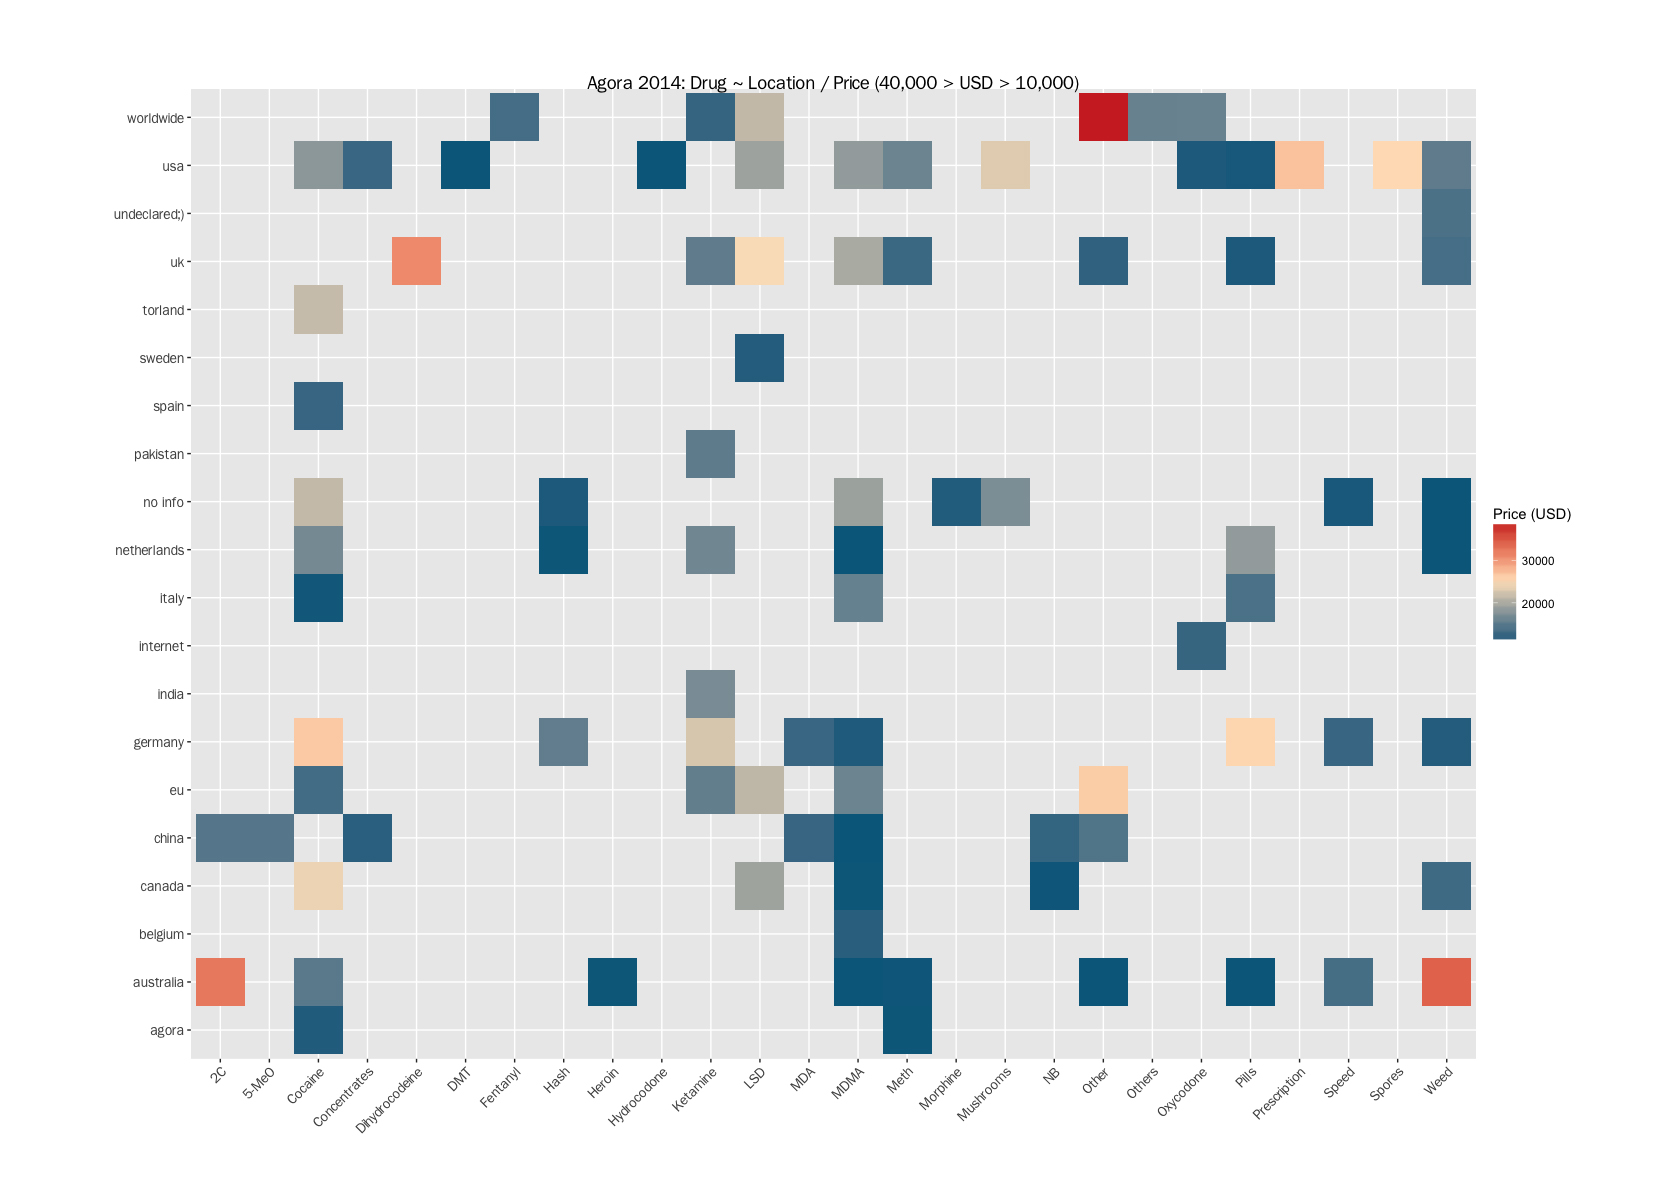 Agora 2014: Drug ~ Location / Price (40,000 > USD > 10,000)
worldwide
usa
undeclared;)
uk
torland
sweden
spain
pakistan
no info
netherlands
italy
internet
india
germany
eu
china
canada
belgium
australia
agora
2C
5-MeO
Cocaine
Concentrates
Dihydrocodeine
DMT
Fentanyl
Hash
Heroin
Hydrocodone
Ketamine
LSD
MDA
MDMA
Meth
Morphine
Mushrooms
NB
Other
Others
Oxycodone
Pills
Prescription
Speed
Spores
Weed
Price (USD)
30000
20000